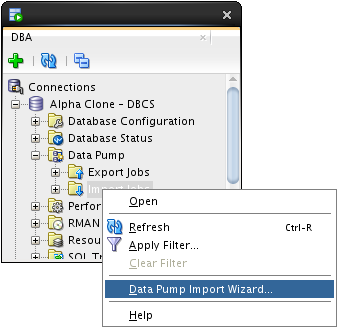 DBA
Connections
Alpha Clone - DBCS
Database Configuration
Database Status
Data Pump
Export Jobs
Import Jobs
Open
Refresh Ctrl-R
Apply Filter...
Clear Filter
Data Pump Import Wizard...
Help
Perfor
RMAN
Resou
SQL Tr